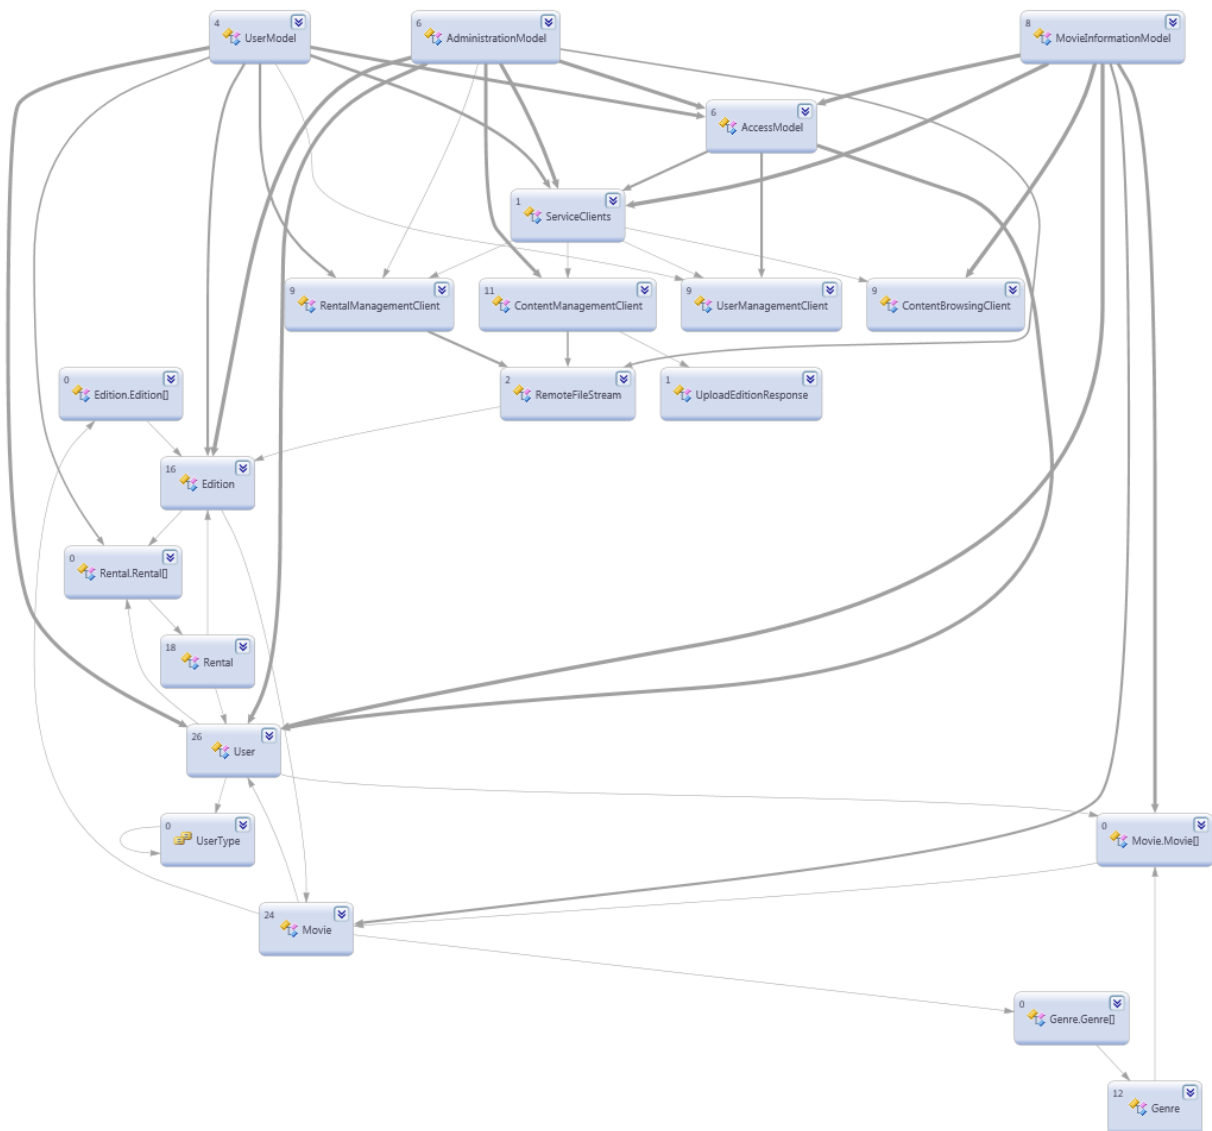 4
UserModel
6
AdministrationModel
8
MovieInformationModel
6
AccessModel
1
ServiceClients
9
RentalManagementClient
11
ContentManagementClient
9
UserManagementClient
9
ContentBrowsingClient
0
Edition.Edition[]
2
RemoteFileStream
1
UploadEditionResponse
16
Edition
0
Rental.Rental[]
18
Rental
26
User
0
UserType
0
Movie.Movie[]
24
Movie
0
Genre.Genre[]
12
Genre